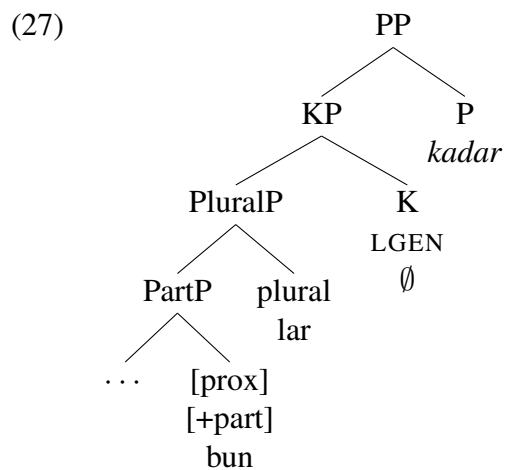 (27) PP
KP P
kadar
PluralP K
LGEN
∅
PartP plural
lar
... [prox]
[+part]
bun